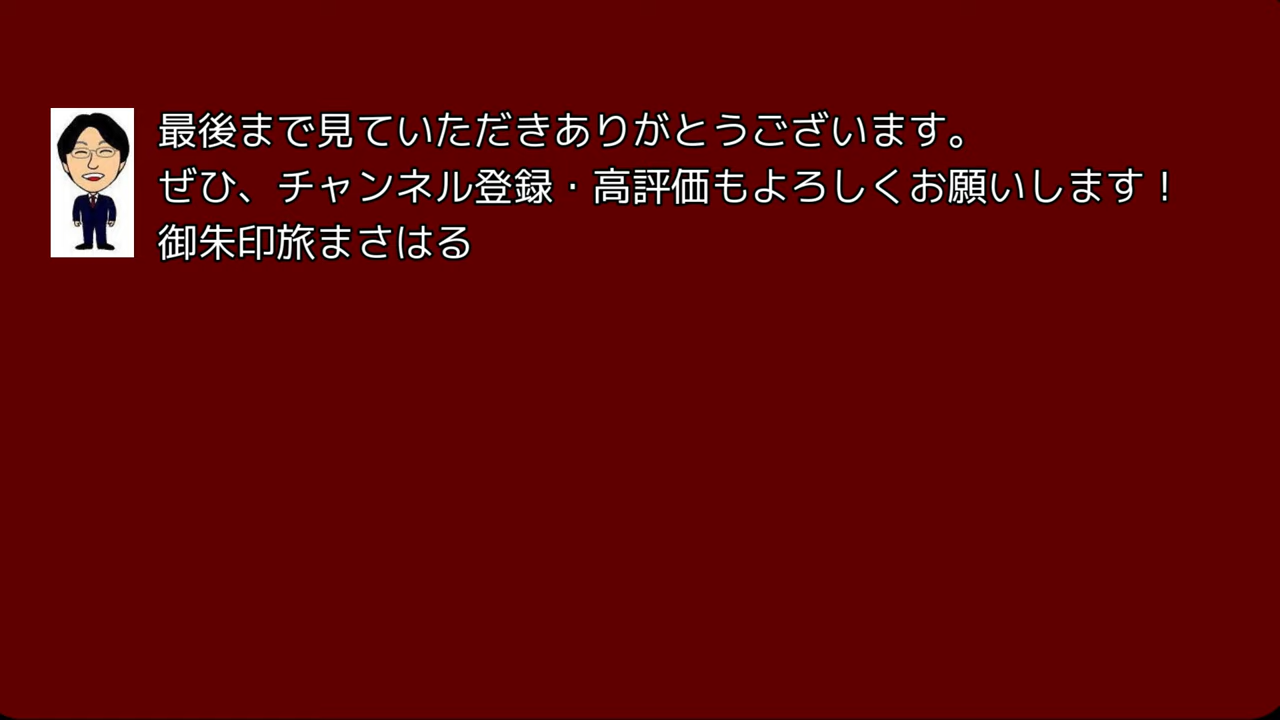 最後まで見ていただきありがとうございます。
ぜひ、チャンネル登録・高評価もよろしくお願いします！
御朱印旅まさはる